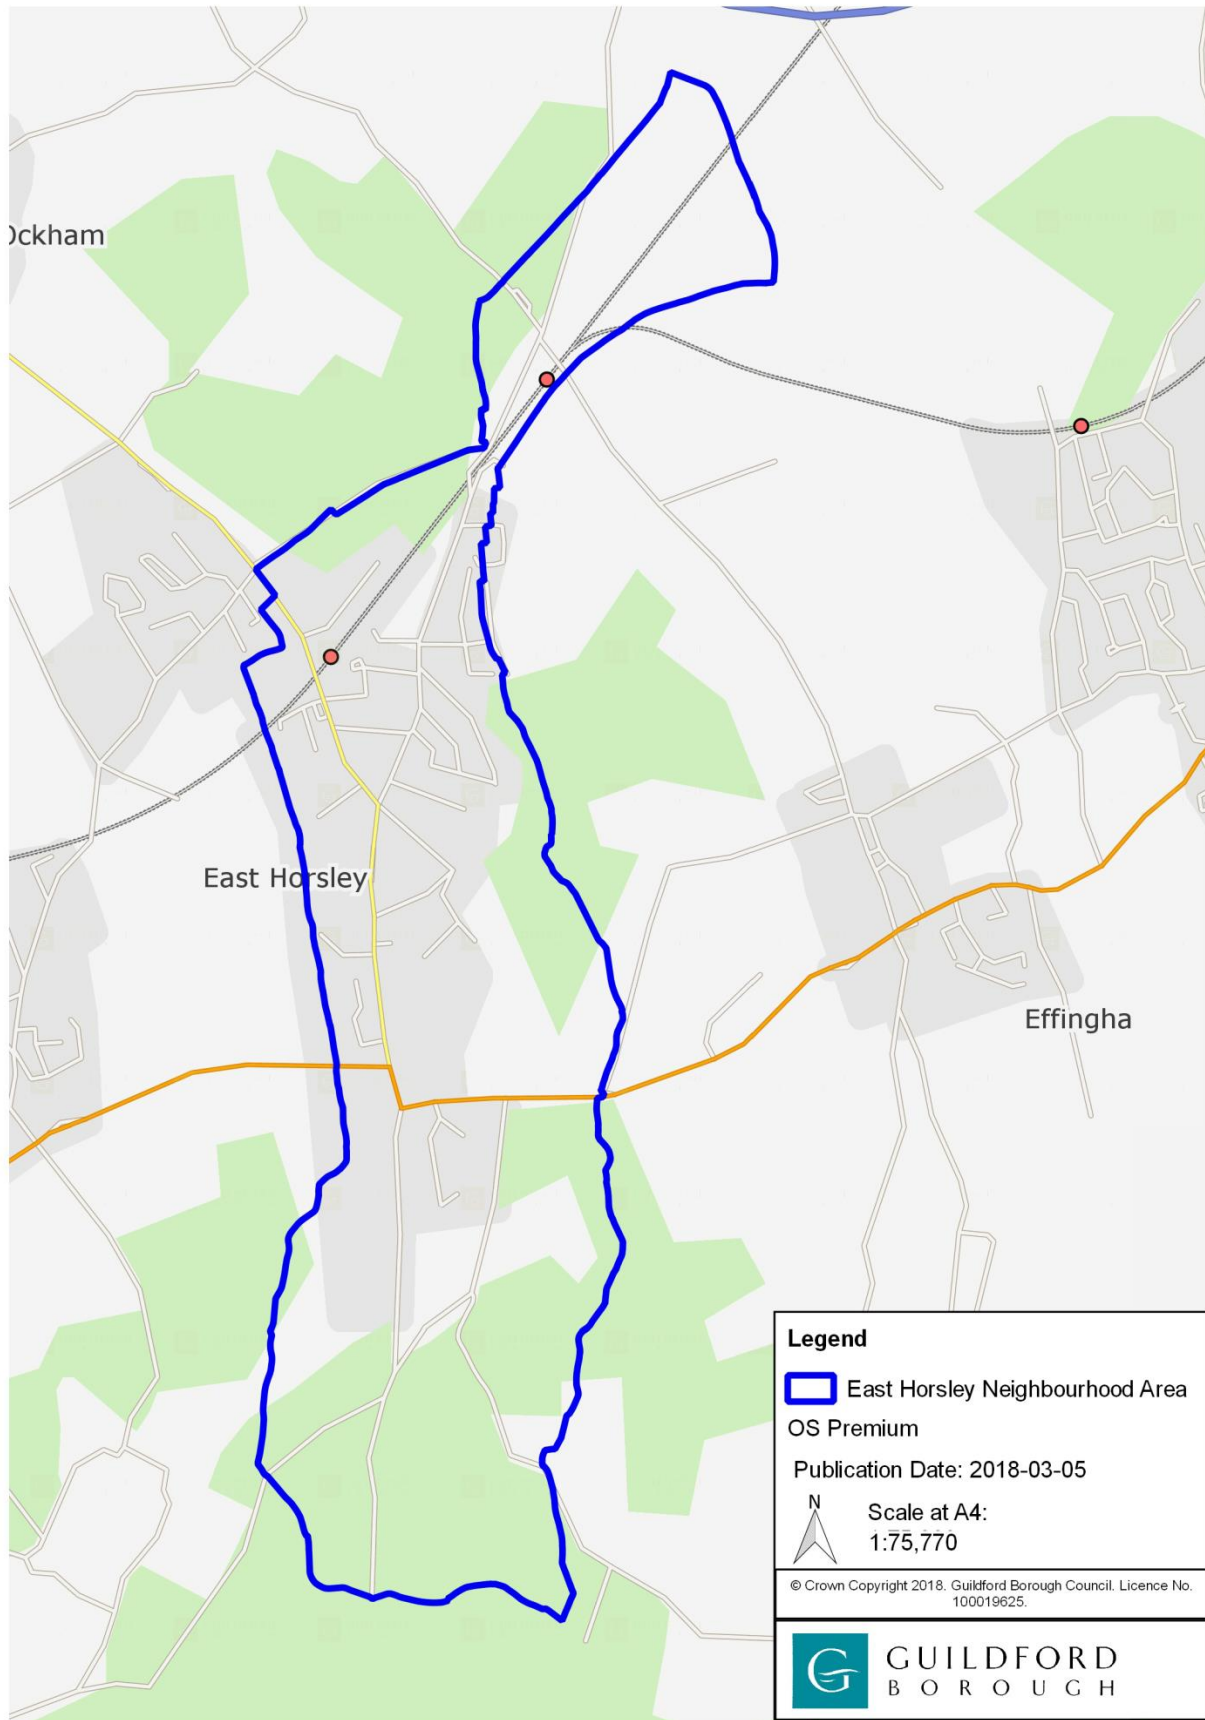 Ockham
East Horsley
Effingha
Legend
East Horsley Neighbourhood Area
OS Premium
Publication Date: 2018-03-05
N
Scale at A4:
1:75,770
© Crown Copyright 2018. Guildford Borough Council. Licence No.
100019625.
G
GUILDFORD
BOROUGH